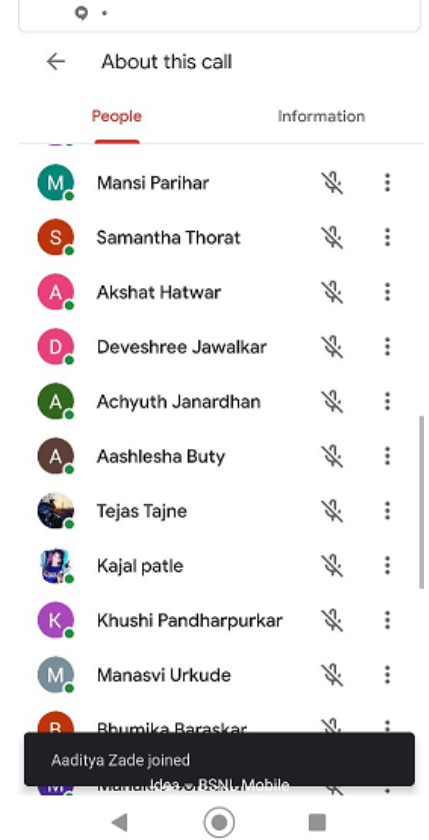 About this call
People Information
M Mansi Parihar
S Samantha Thorat
A Akshat Hatwar
D Deveshree Jawalkar
A Achyuth Janardhan
A Aashlesha Buty
Tejas Tajne
Kajal patle
K Khushi Pandharpurkar
M Manasvi Urkude
B Bhumika Baraskar
Aaditya Zade joined
Idea — BSNL Mobile